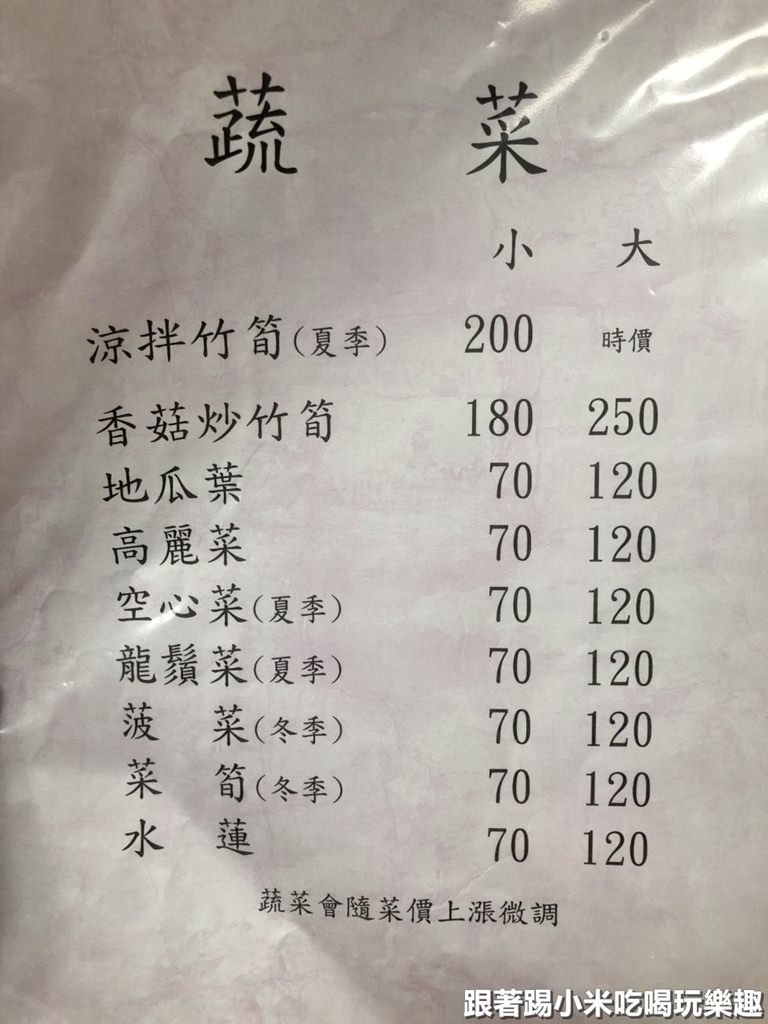 蔬 菜
小 大
涼拌竹筍(夏季) 200 時價
香菇炒竹筍 180 250
地瓜葉 70 120
高麗菜 70 120
空心菜(夏季) 70 120
龍鬚菜(夏季) 70 120
菠 菜(冬季) 70 120
菜 筍(冬季) 70 120
水 蓮 70 120
蔬菜會隨菜價上漲微調
跟著踢小米吃喝玩樂趣